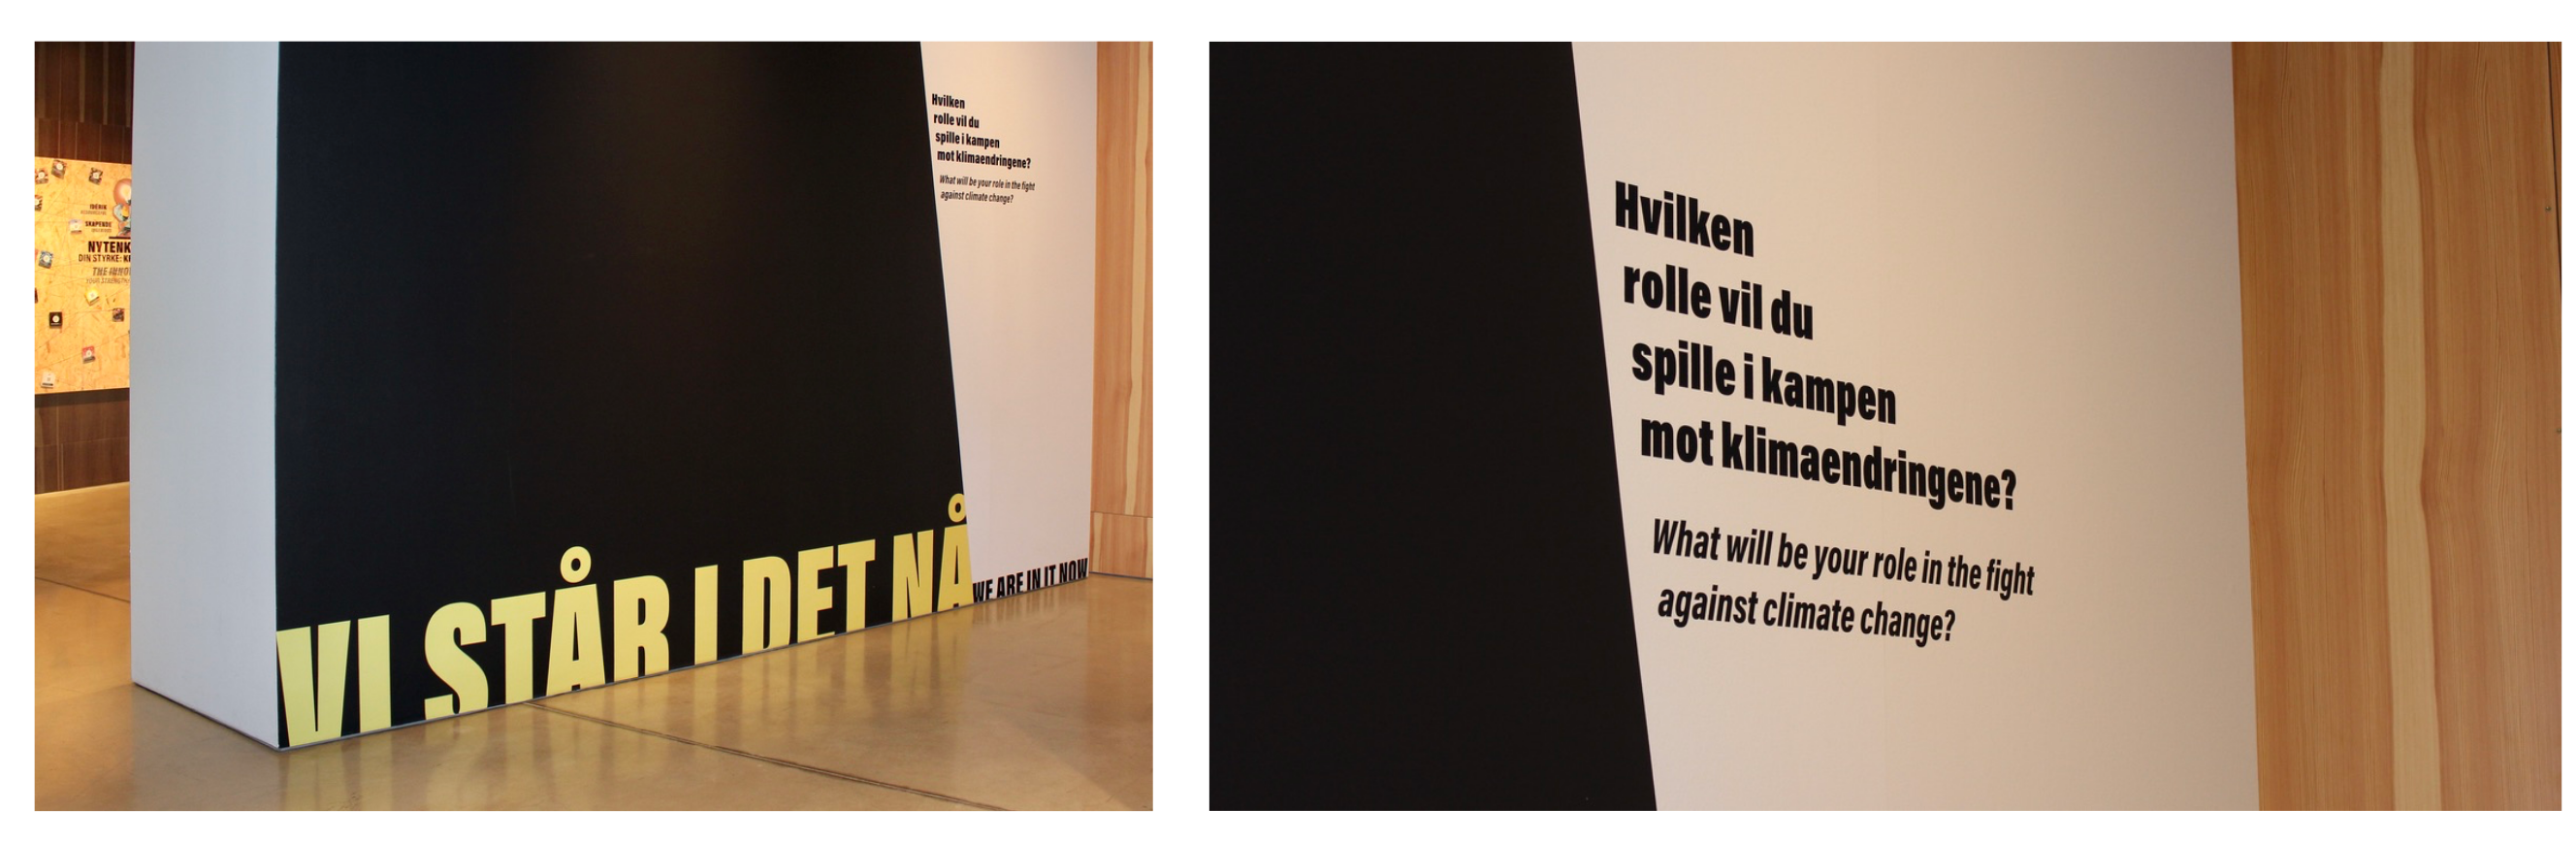 IDÉRIK
SKAPENDE
NYTENK
DIN STYRKE: 
THE INNO
YOUR STRENGTH
Hvilken
rolle vil du
spille i kampen
mot klimaendringene?
What will be your role in the fight
against climate change?
VI STÅR I DET NÅ
WE ARE IN IT NOW
Hvilken
rolle vil du
spille i kampen
mot klimaendringene?
What will be your role in the fight
against climate change?